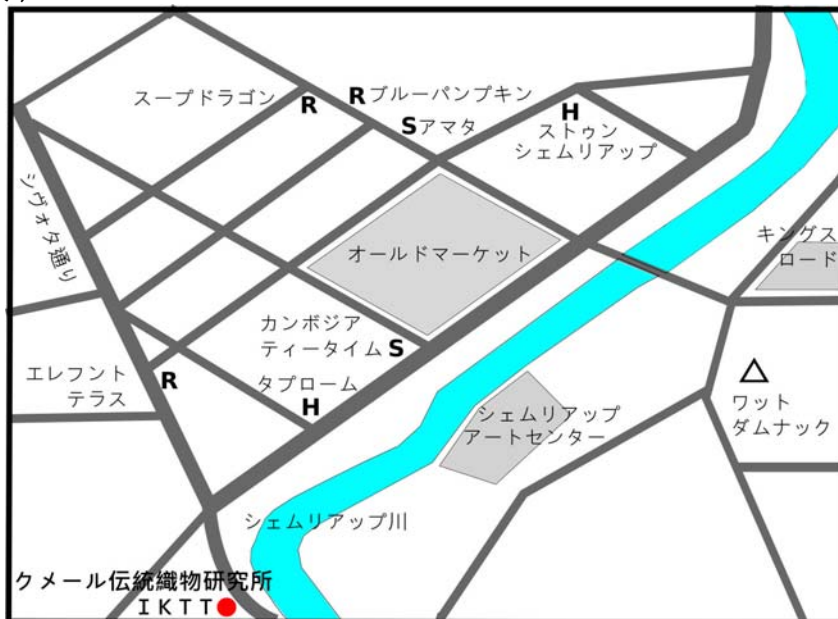 スープドラゴン R
R ブルーパンプキン
S アマタ
H
ストゥン
シェムリアップ
シヴォタ通り
オールドマーケット
キングス
ロード
カンボジア
ティータイム S
エレファント
テラス
R
タプローム
H
シェムリアップ
アートセンター
ワット
ダムナック
シェムリアップ川
クメール伝統織物研究所
IKTT